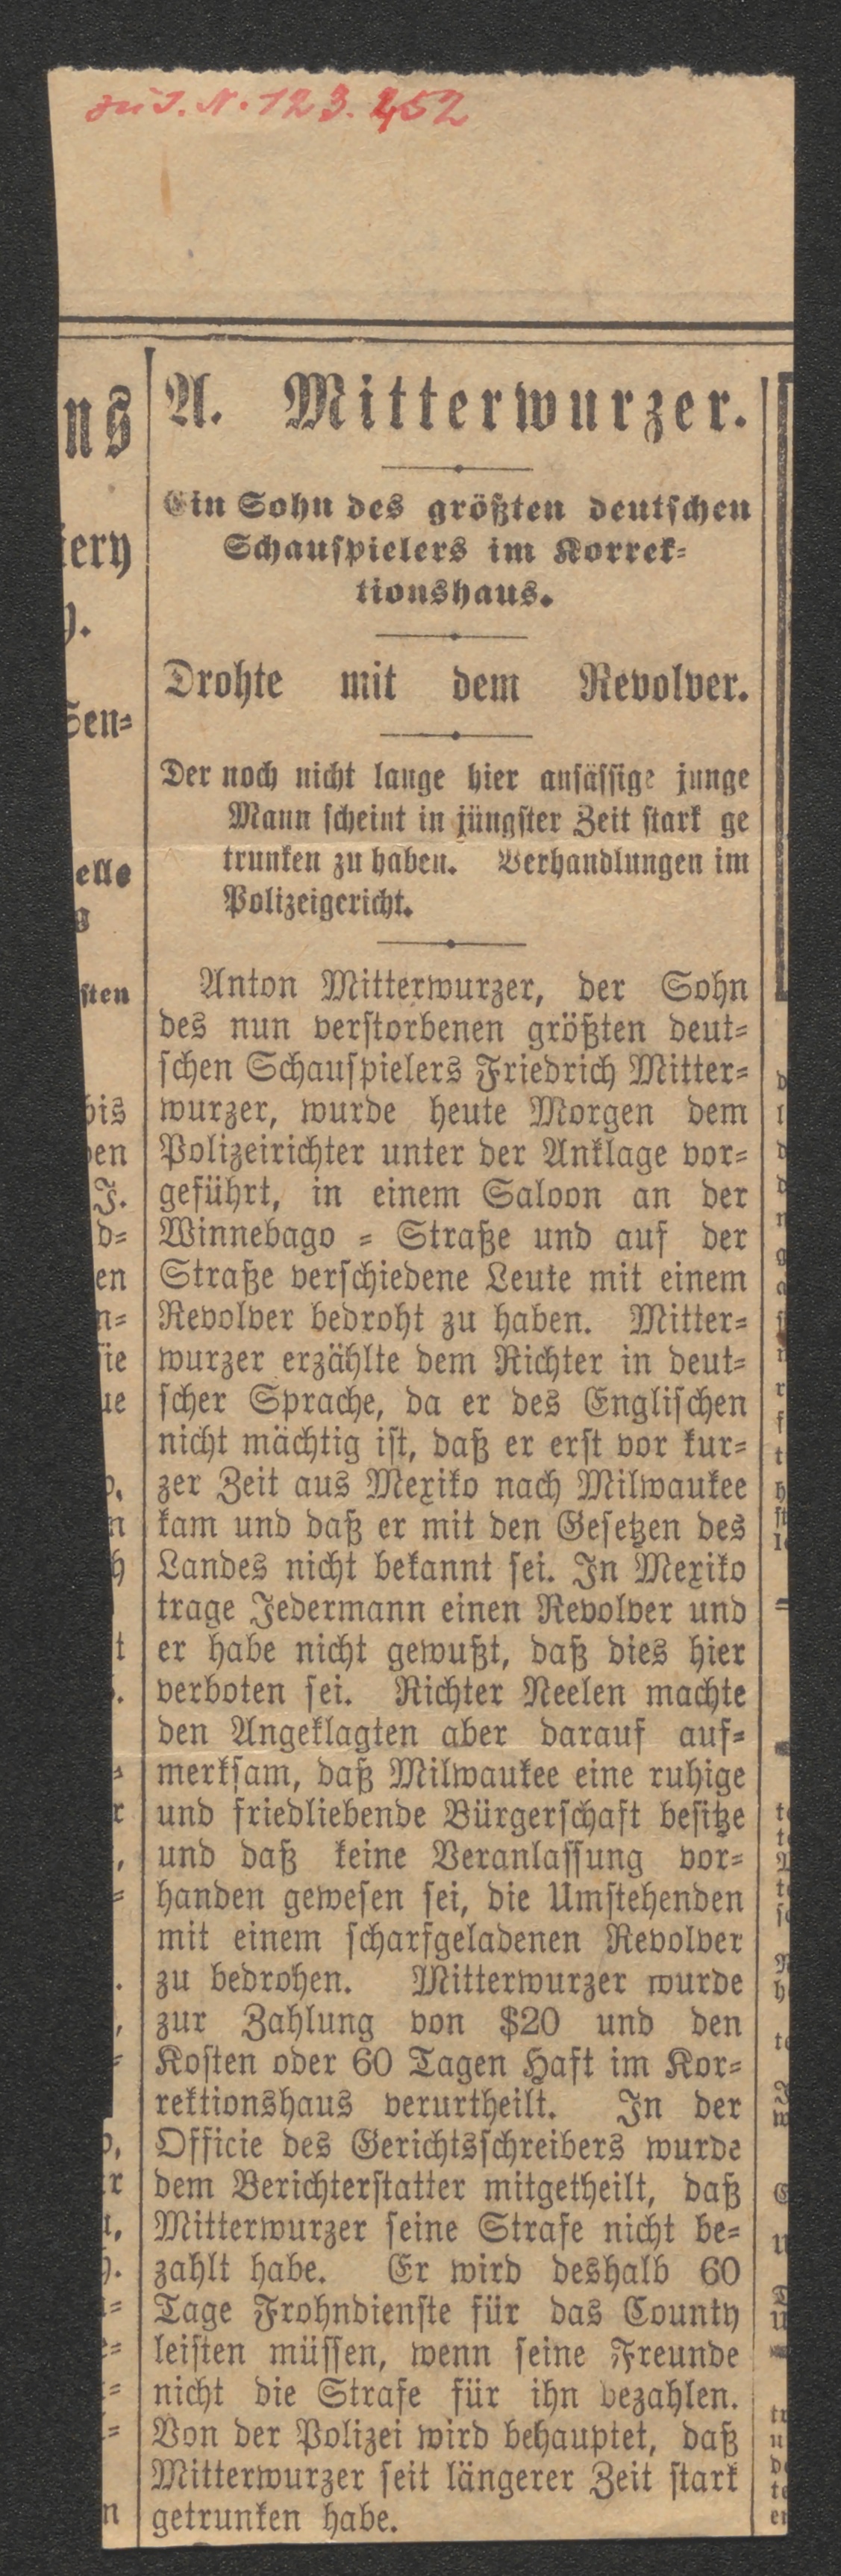 zu J. N. 123.452
A. Mitterwurzer.
Ein Sohn des größten deutschen
Schauspielers im Korrek-
tionshaus.
Drohte mit dem Revolver.
Der noch nicht lange hier ansässige junge
Mann scheint in jüngster Zeit stark ge
trunken zu haben. Verhandlungen im
Polizeigericht.
Anton Mitterwurzer, der Sohn
des nun verstorbenen größten deut-
schen Schauspielers Friedrich Mitter-
wurzer, wurde heute Morgen dem
Polizeirichter unter der Anklage vor-
geführt, in einem Saloon an der
Winnebago - Straße und auf der
Straße verschiedene Leute mit einem
Revolver bedroht zu haben. Mitter-
wurzer erzählte dem Richter in deut-
scher Sprache, da er des Englischen
nicht mächtig ist, daß er erst vor kur-
zer Zeit aus Mexiko nach Milwaukee
kam und daß er mit den Gesetzen des
Landes nicht bekannt sei. In Mexiko
trage Jedermann einen Revolver und
er habe nicht gewußt, daß dies hier
verboten sei. Richter Neelen machte
den Angeklagten aber darauf auf-
merksam, daß Milwaukee eine ruhige
und friedliebende Bürgerschaft besitze
und daß keine Veranlassung vor-
handen gewesen sei, die Umstehenden
mit einem scharfgeladenen Revolver
zu bedrohen. Mitterwurzer wurde
zur Zahlung von $20 und den
Kosten oder 60 Tagen Haft im Kor-
rektionshaus verurtheilt. In der
Officie des Gerichtsschreibers wurde
dem Berichterstatter mitgetheilt, daß
Mitterwurzer seine Strafe nicht be-
zahlt habe. Er wird deshalb 60
Tage Frohndienste für das County
leisten müssen, wenn seine Freunde
nicht die Strafe für ihn bezahlen.
Von der Polizei wird behauptet, daß
Mitterwurzer seit längerer Zeit stark
getrunken habe.